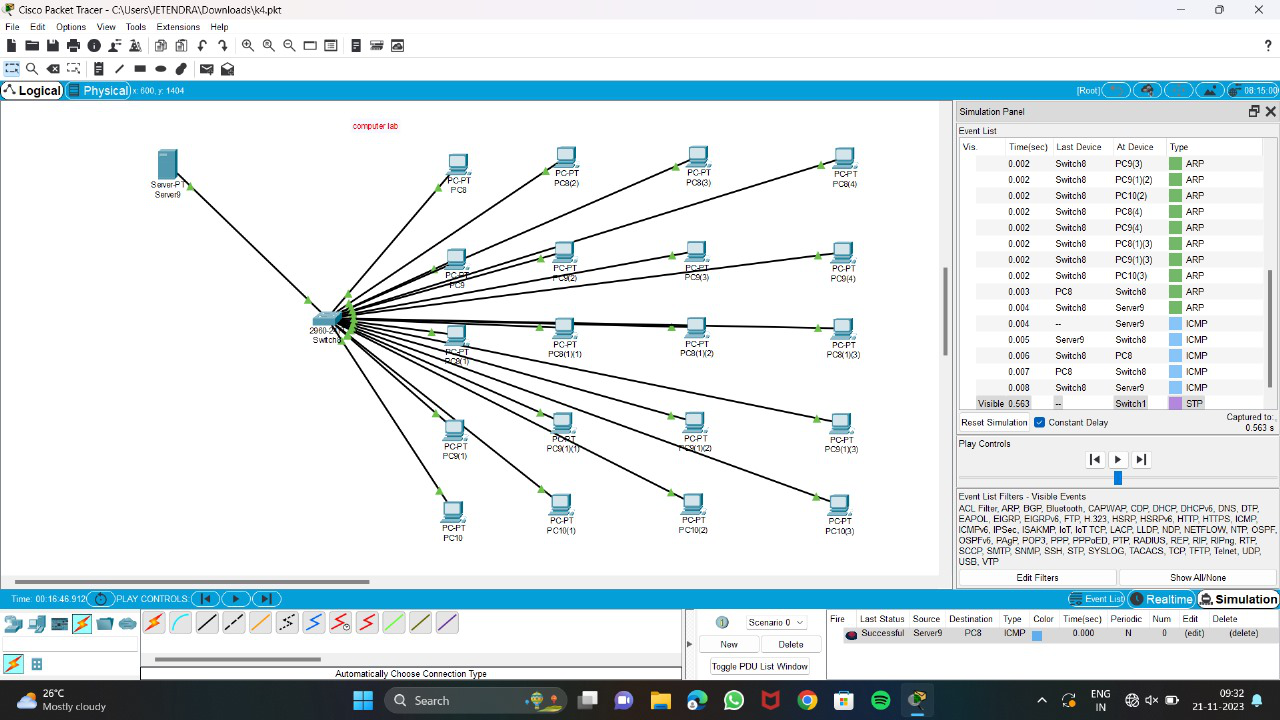 Cisco Packet Tracer - C:\Users\JETENDRA\Downloads\k4.pkt
File Edit Options View Tools Extensions Help
Logical Physical x: 600, y: 1404 [Root] 08:15:00
computer lab
Server-PT
Server9
PC-PT
PC8
PC-PT
PC8(2)
PC-PT
PC8(3)
PC-PT
PC8(4)
PC-PT
PC9
PC-PT
PC9(2)
PC-PT
PC9(3)
PC-PT
PC9(4)
PC-PT
PC8(1)
PC-PT
PC8(1)(1)
PC-PT
PC8(1)(2)
PC-PT
PC8(1)(3)
PC-PT
PC9(1)
PC-PT
PC9(1)(1)
PC-PT
PC9(1)(2)
PC-PT
PC9(1)(3)
PC-PT
PC10
PC-PT
PC10(1)
PC-PT
PC10(2)
PC-PT
PC10(3)
Simulation Panel
Event List
Vis. Time(sec) Last Device At Device Type
0.002 Switch8 PC9(3) ARP
0.002 Switch8 PC9(1)(2) ARP
0.002 Switch8 PC10(2) ARP
0.002 Switch8 PC8(4) ARP
0.002 Switch8 PC9(4) ARP
0.002 Switch8 PC8(1)(3) ARP
0.002 Switch8 PC9(1)(3) ARP
0.002 Switch8 PC10(3) ARP
0.003 PC8 Switch8 ARP
0.004 Switch8 Server9 ARP
0.004 -- Server9 ICMP
0.005 Server9 Switch8 ICMP
0.006 Switch8 PC8 ICMP
0.007 PC8 Switch8 ICMP
0.008 Switch8 Server9 ICMP
Visible 0.563 -- Switch1 STP
Reset Simulation Constant Delay Captured to:
0.563 s
Play Controls
Event List Filters - Visible Events
ACL Filter, ARP, BGP, Bluetooth, CAPWAP, CDP, DHCP, DHCPv6, DNS, DTP,
EAPOL, EIGRP, EIGRPv6, FTP, H.323, HSRP, HSRPv6, HTTP, HTTPS, ICMP,
ICMPv6, IPSec, ISAKMP, IoT, IoT TCP, LACP, LLDP, NDP, NETFLOW, NTP, OSPF,
OSPFv6, PAgP, POP3, PPP, PPPoED, PTP, RADIUS, REP, RIP, RIPng, RTP,
SCCP, SMTP, SNMP, SSH, STP, SYSLOG, TACACS, TCP, TFTP, Telnet, UDP,
USB, VTP
Edit Filters Show All/None
Time: 00:16:46.912 PLAY CONTROLS: Event List Realtime Simulation
Automatically Choose Connection Type
Scenario 0
New Delete
Toggle PDU List Window
Fire Last Status Source Destination Type Color Time(sec) Periodic Num Edit Delete
Successful Server9 PC8 ICMP 0.000 N 0 (edit) (delete)
26°C
Mostly cloudy
Search
ENG
IN
09:32
21-11-2023